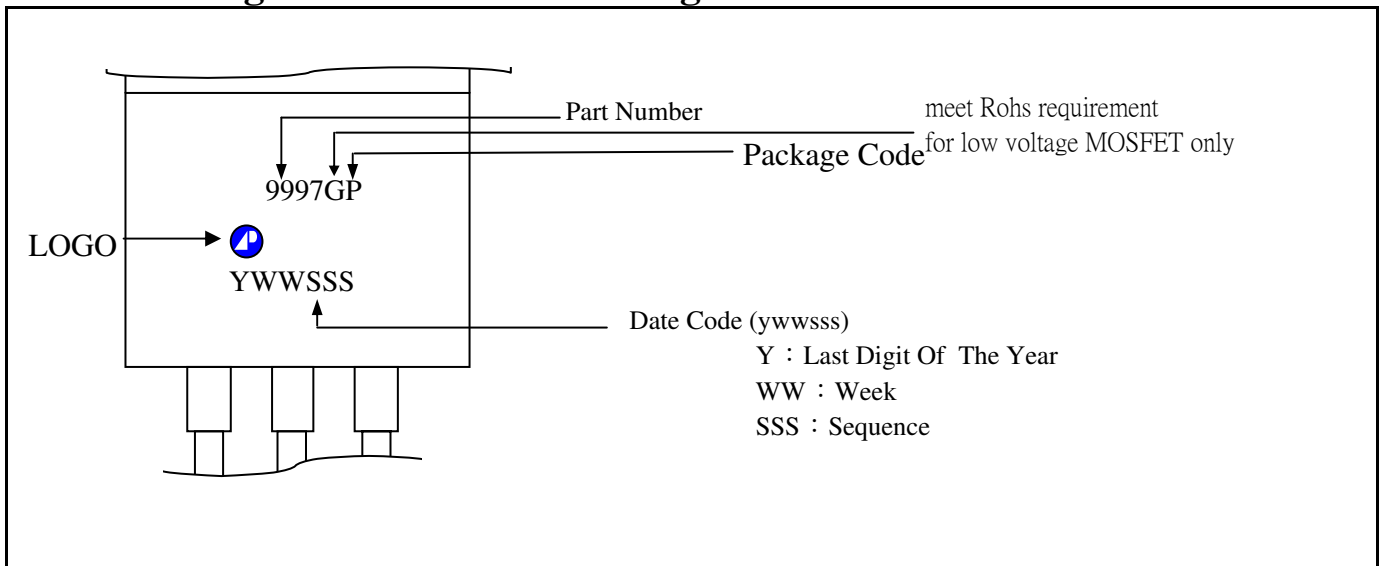 Part Number
meet Rohs requirement
for low voltage MOSFET only
Package Code
9997GP
LOGO
YWWSSS
Date Code (ywwsss)
Y：Last Digit Of The Year
WW：Week
SSS：Sequence